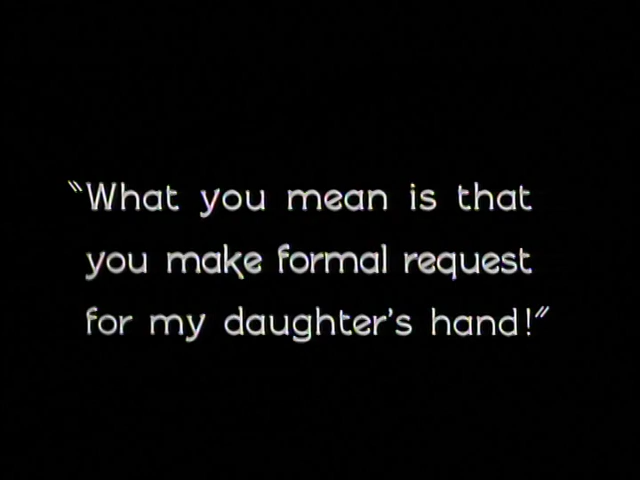 "What you mean is that
you make formal request
for my daughter's hand!"